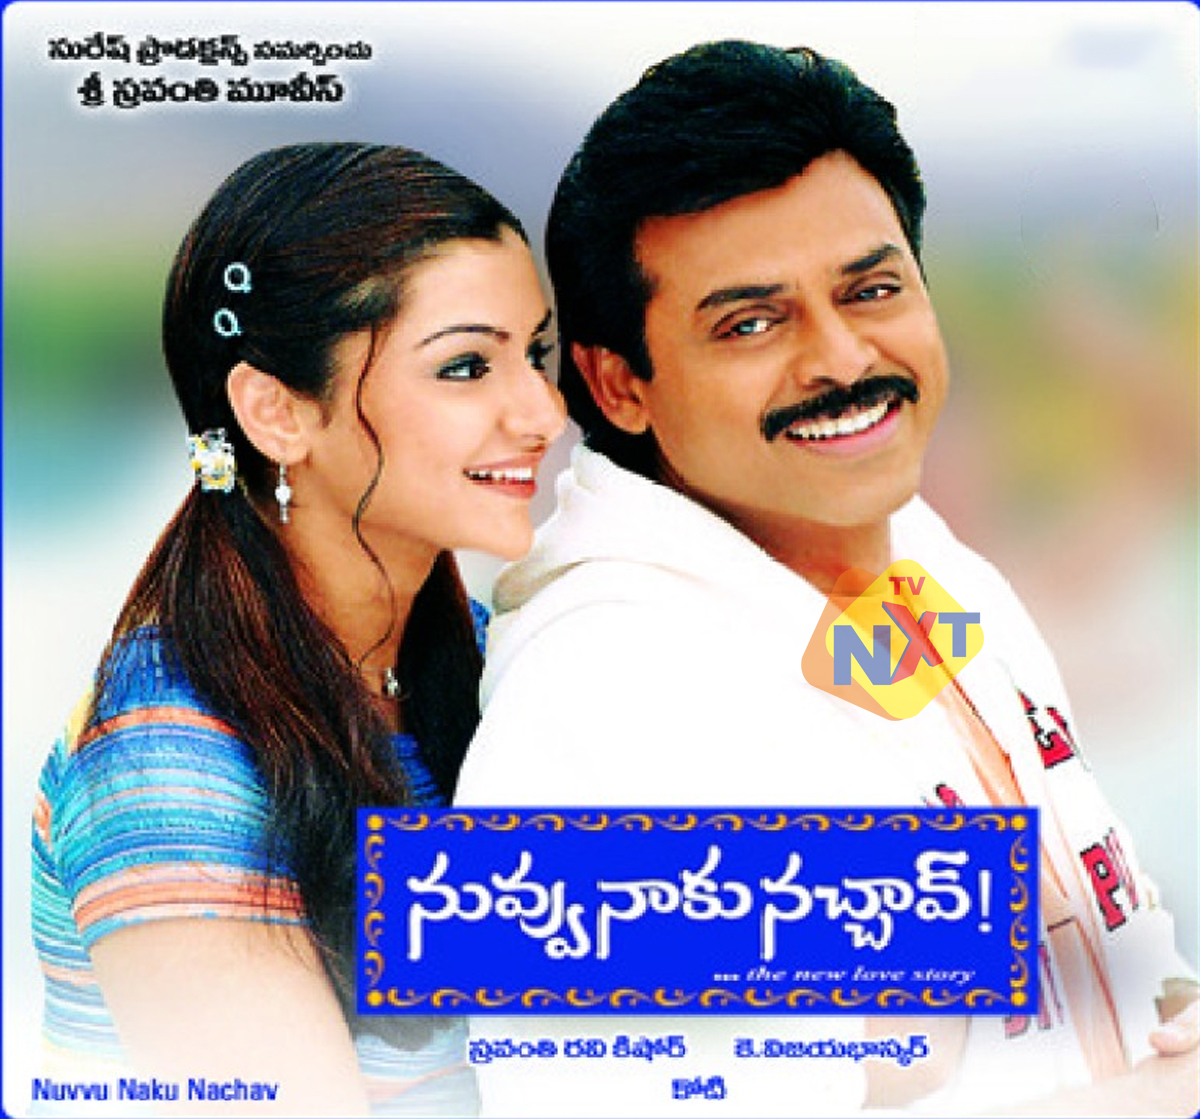 సురేష్ ప్రొడక్షన్స్ సమర్పించు
శ్రీ స్రవంతి మూవీస్
TV
NXT
నువ్వు నాకు నచ్చావ్!
... the new love story
స్రవంతి రవి కిషోర్ కె.విజయభాస్కర్
కోటి
Nuvvu Naku Nachav